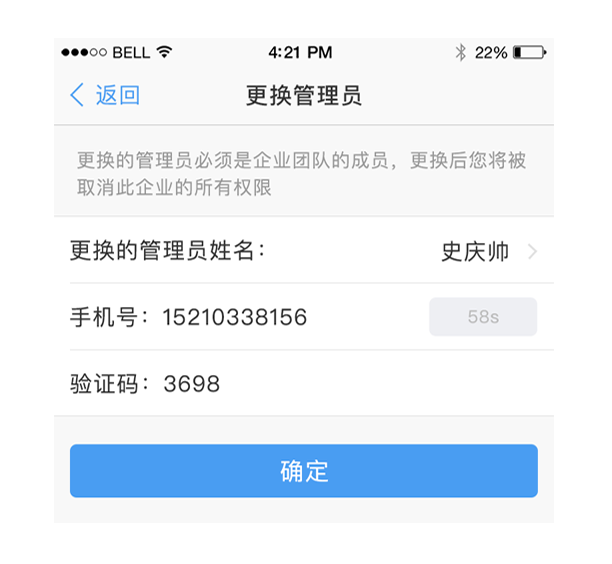 BELL 4:21 PM 22%
返回 更换管理员
更换的管理员必须是企业团队的成员，更换后您将被
取消此企业的所有权限
更换的管理员姓名： 史庆帅
手机号：15210338156 58s
验证码：3698
确定